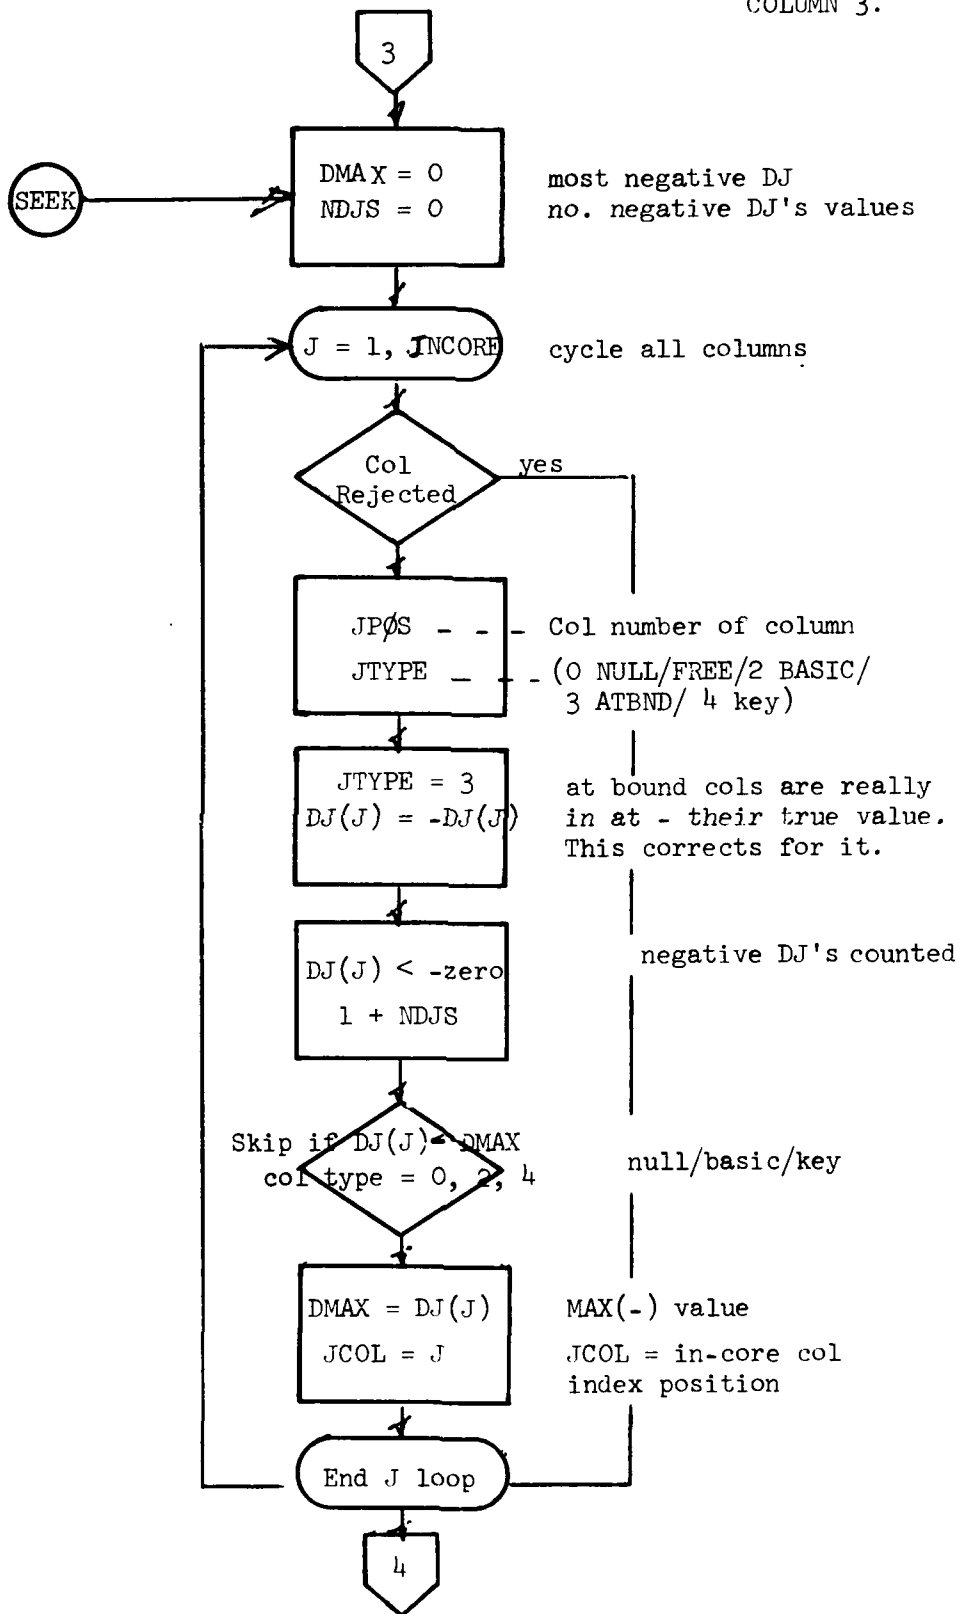 COLUMN 3.
3
SEEK
DMAX = 0
NDJS = 0
most negative DJ
no. negative DJ's values
J = 1, JNCORE
cycle all columns
Col
Rejected
yes
JPØS - - - Col number of column
JTYPE - - - (0 NULL/FREE/2 BASIC/
3 ATBND/ 4 key)
JTYPE = 3
DJ(J) = -DJ(J)
at bound cols are really
in at - their true value.
This corrects for it.
DJ(J) < -zero
1 + NDJS
negative DJ's counted
Skip if DJ(J)< DMAX
col type = 0, 2, 4
null/basic/key
DMAX = DJ(J)
JCOL = J
MAX(-) value
JCOL = in-core col
index position
End J loop
4